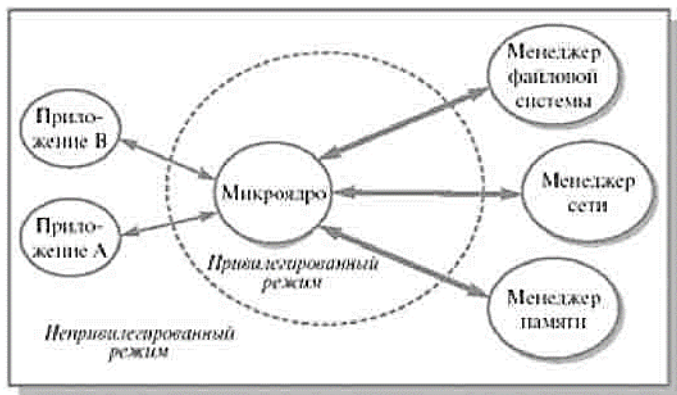 Прило-
жение B
Прило-
жение A
Микроядро
Привилегированный
режим
Непривилегированный
режим
Менеджер
файловой
системы
Менеджер
сети
Менеджер
памяти